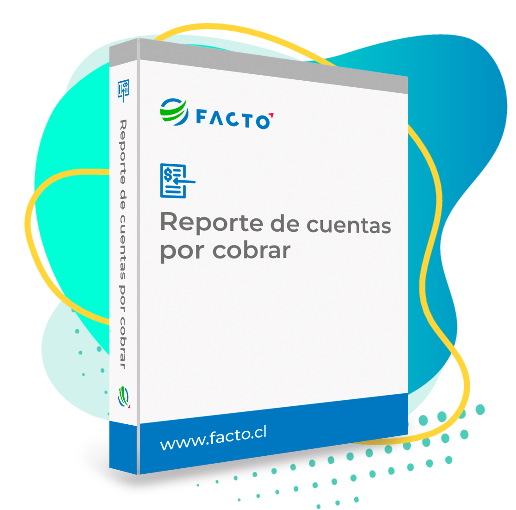 FACTO
Reporte de cuentas
por cobrar
www.facto.cl
Reporte de cuentas por cobrar